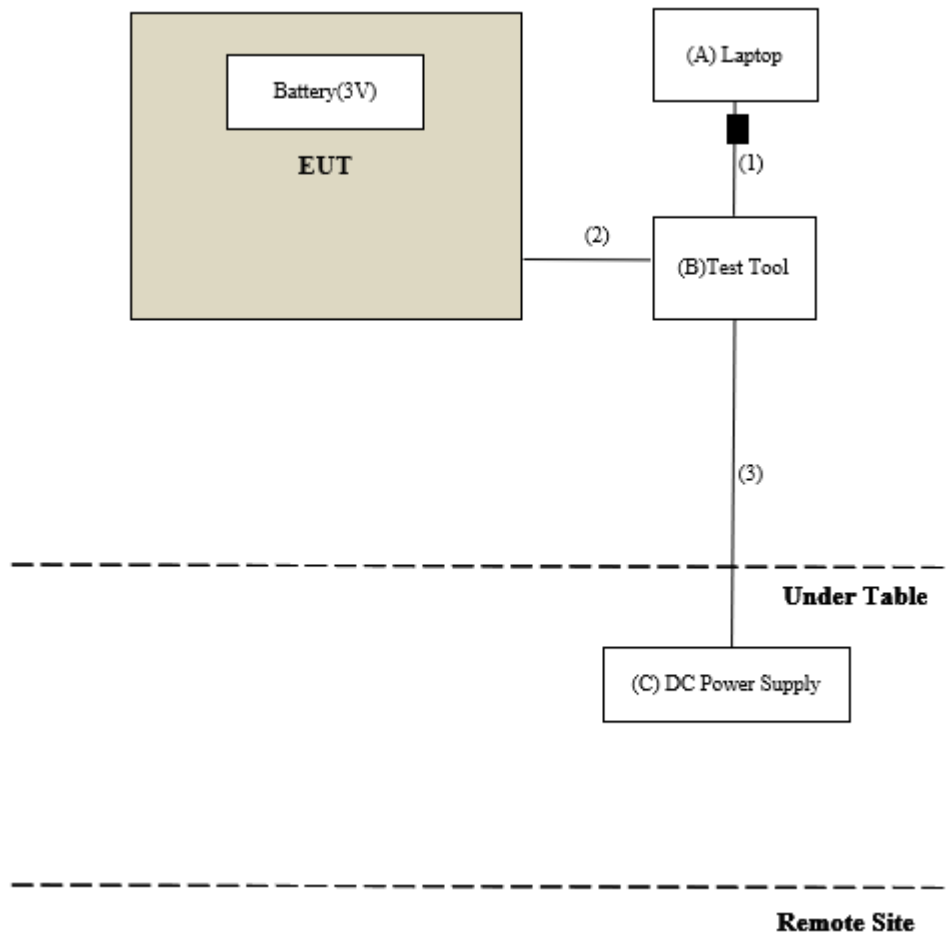 (A) Laptop
Battery(3V)
EUT
(1)
(2)
(B)Test Tool
(3)
Under Table
(C) DC Power Supply
Remote Site